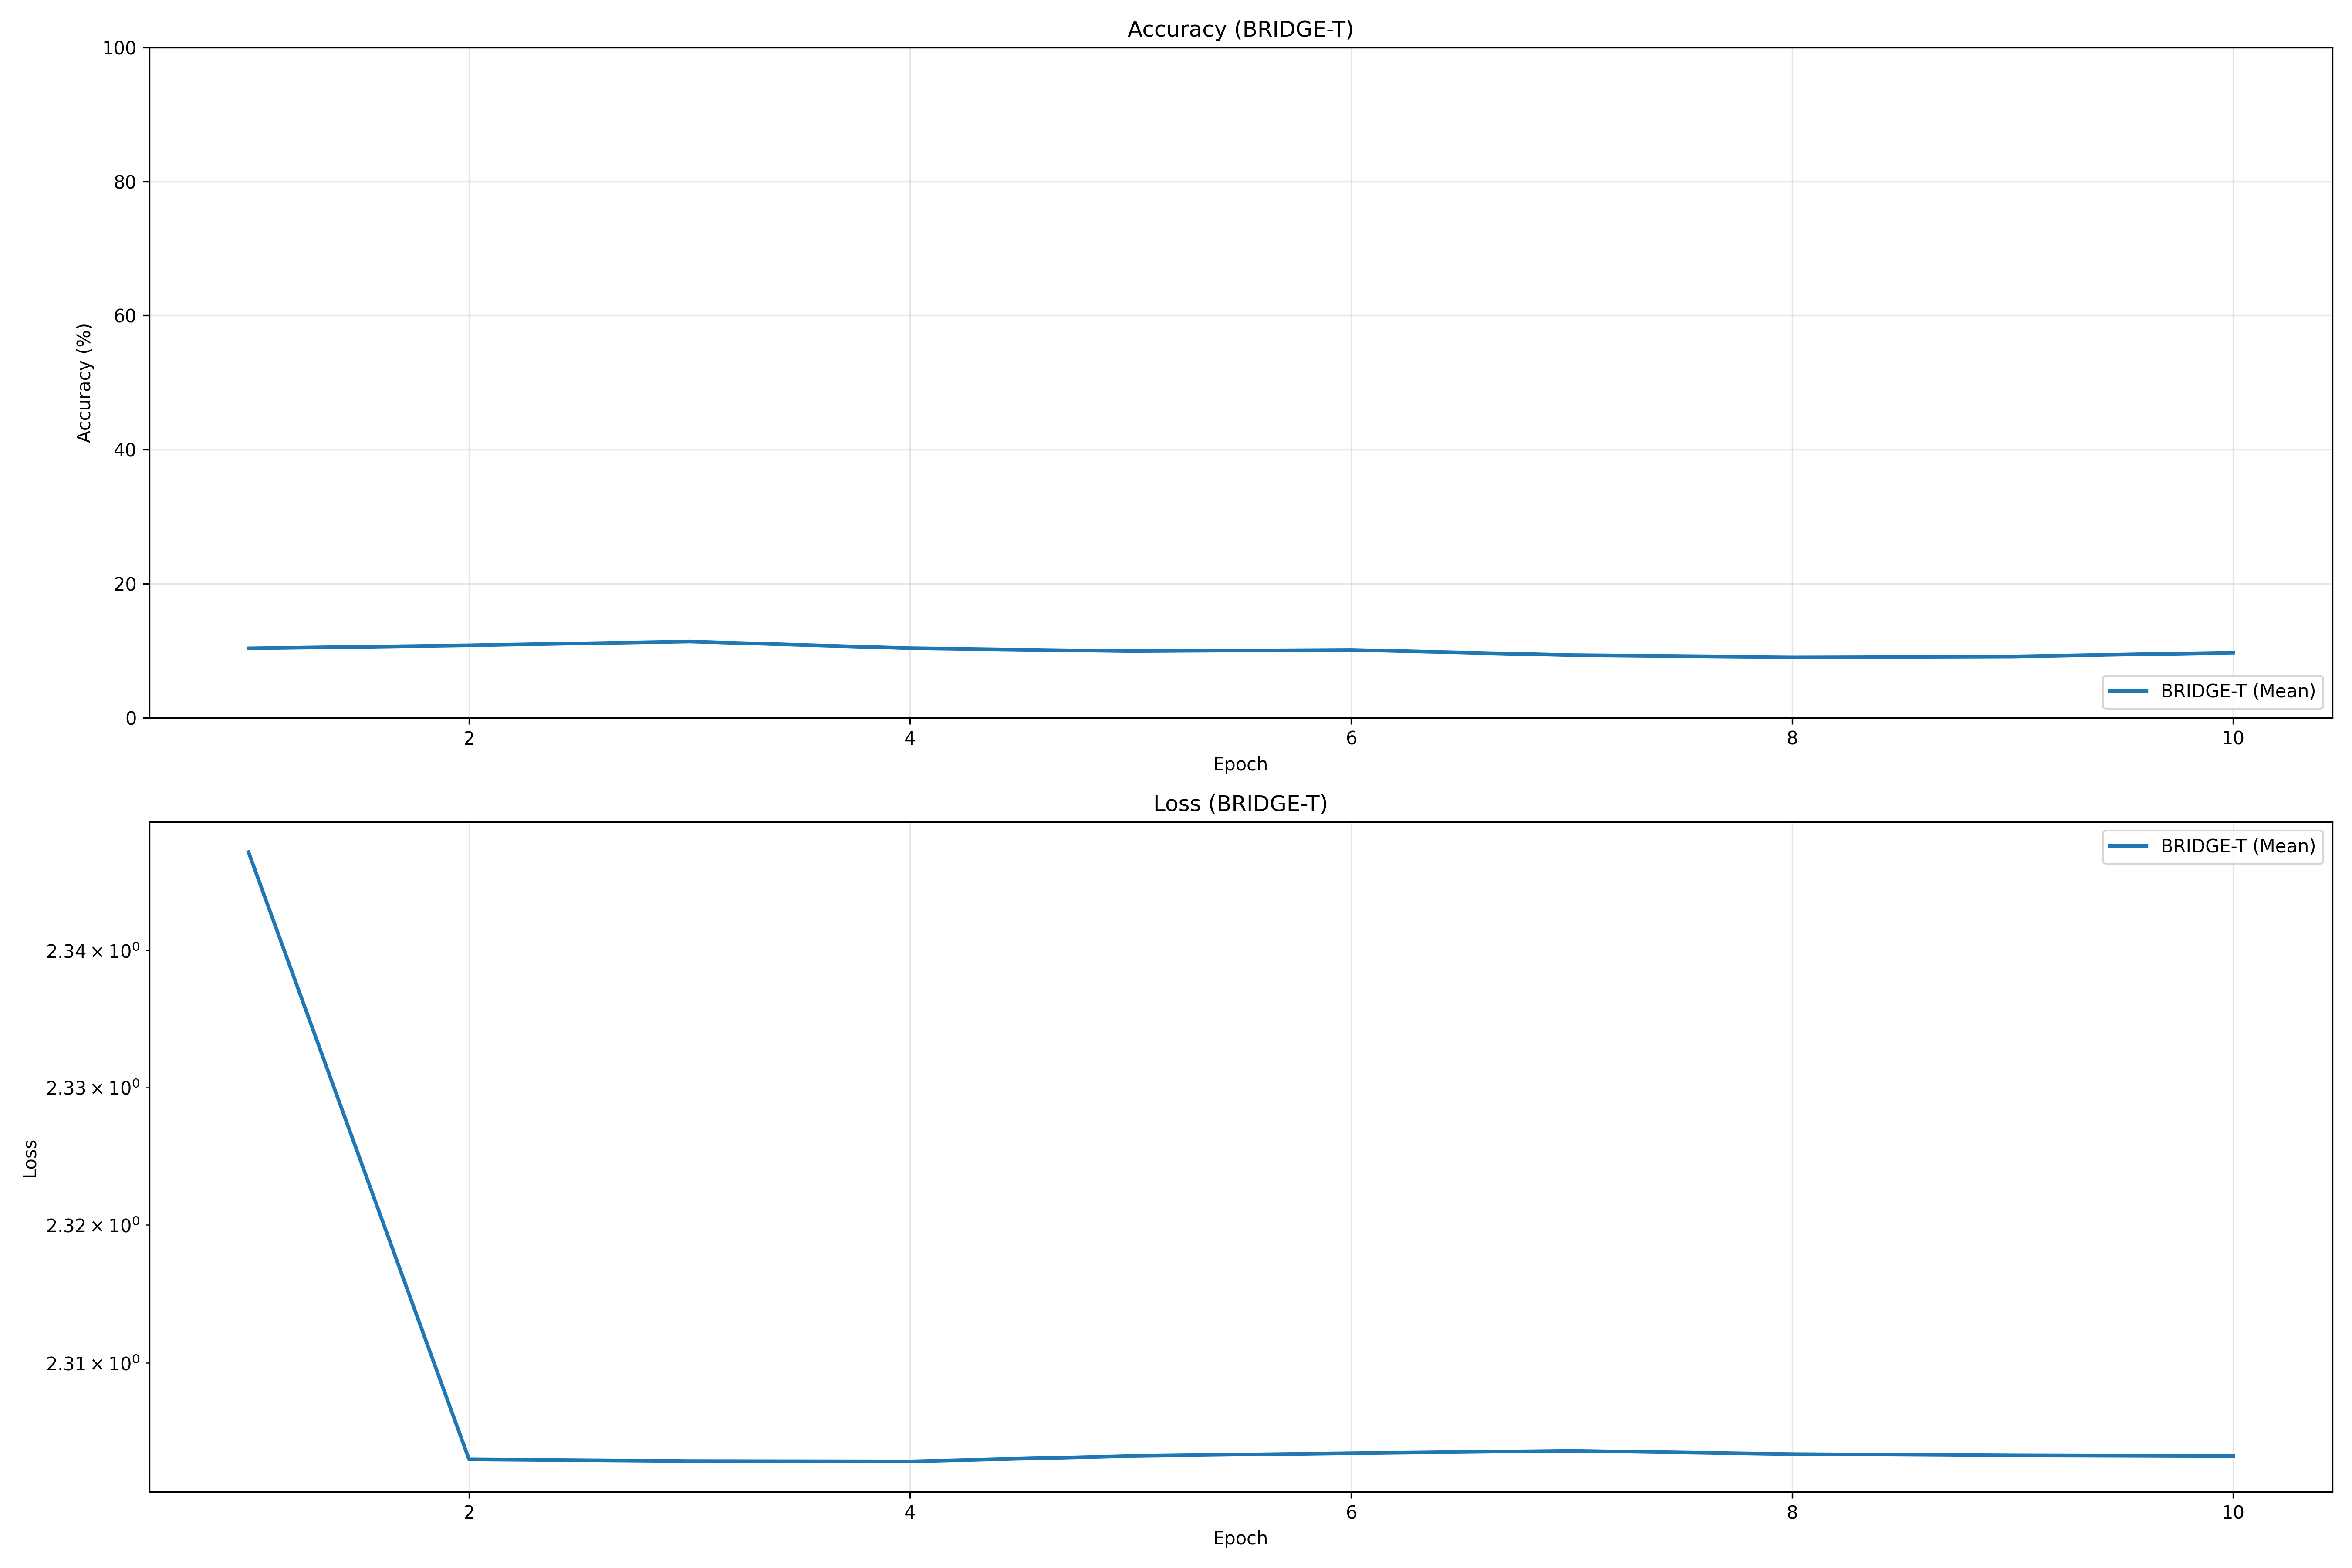 Accuracy (BRIDGE-T)
100
80
60
40
20
0
Accuracy (%)
BRIDGE-T (Mean)
2 4 6 8 10
Epoch
Loss (BRIDGE-T)
BRIDGE-T (Mean)
2.34 × 10⁰
2.33 × 10⁰
2.32 × 10⁰
2.31 × 10⁰
Loss
2 4 6 8 10
Epoch